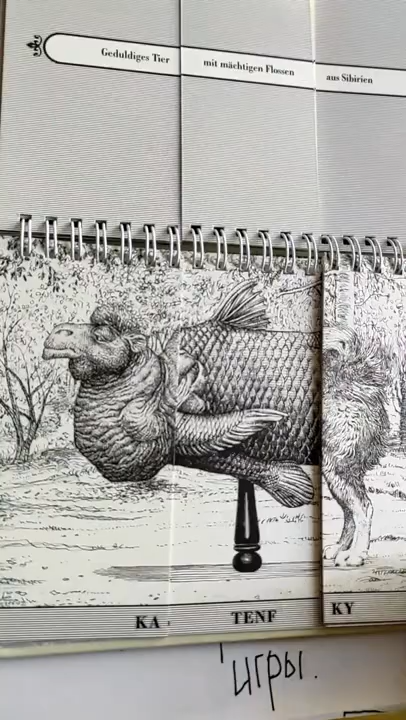 Geduldiges Tier mit mächtigen Flossen aus Sibirien
KA TENF KY
игры.